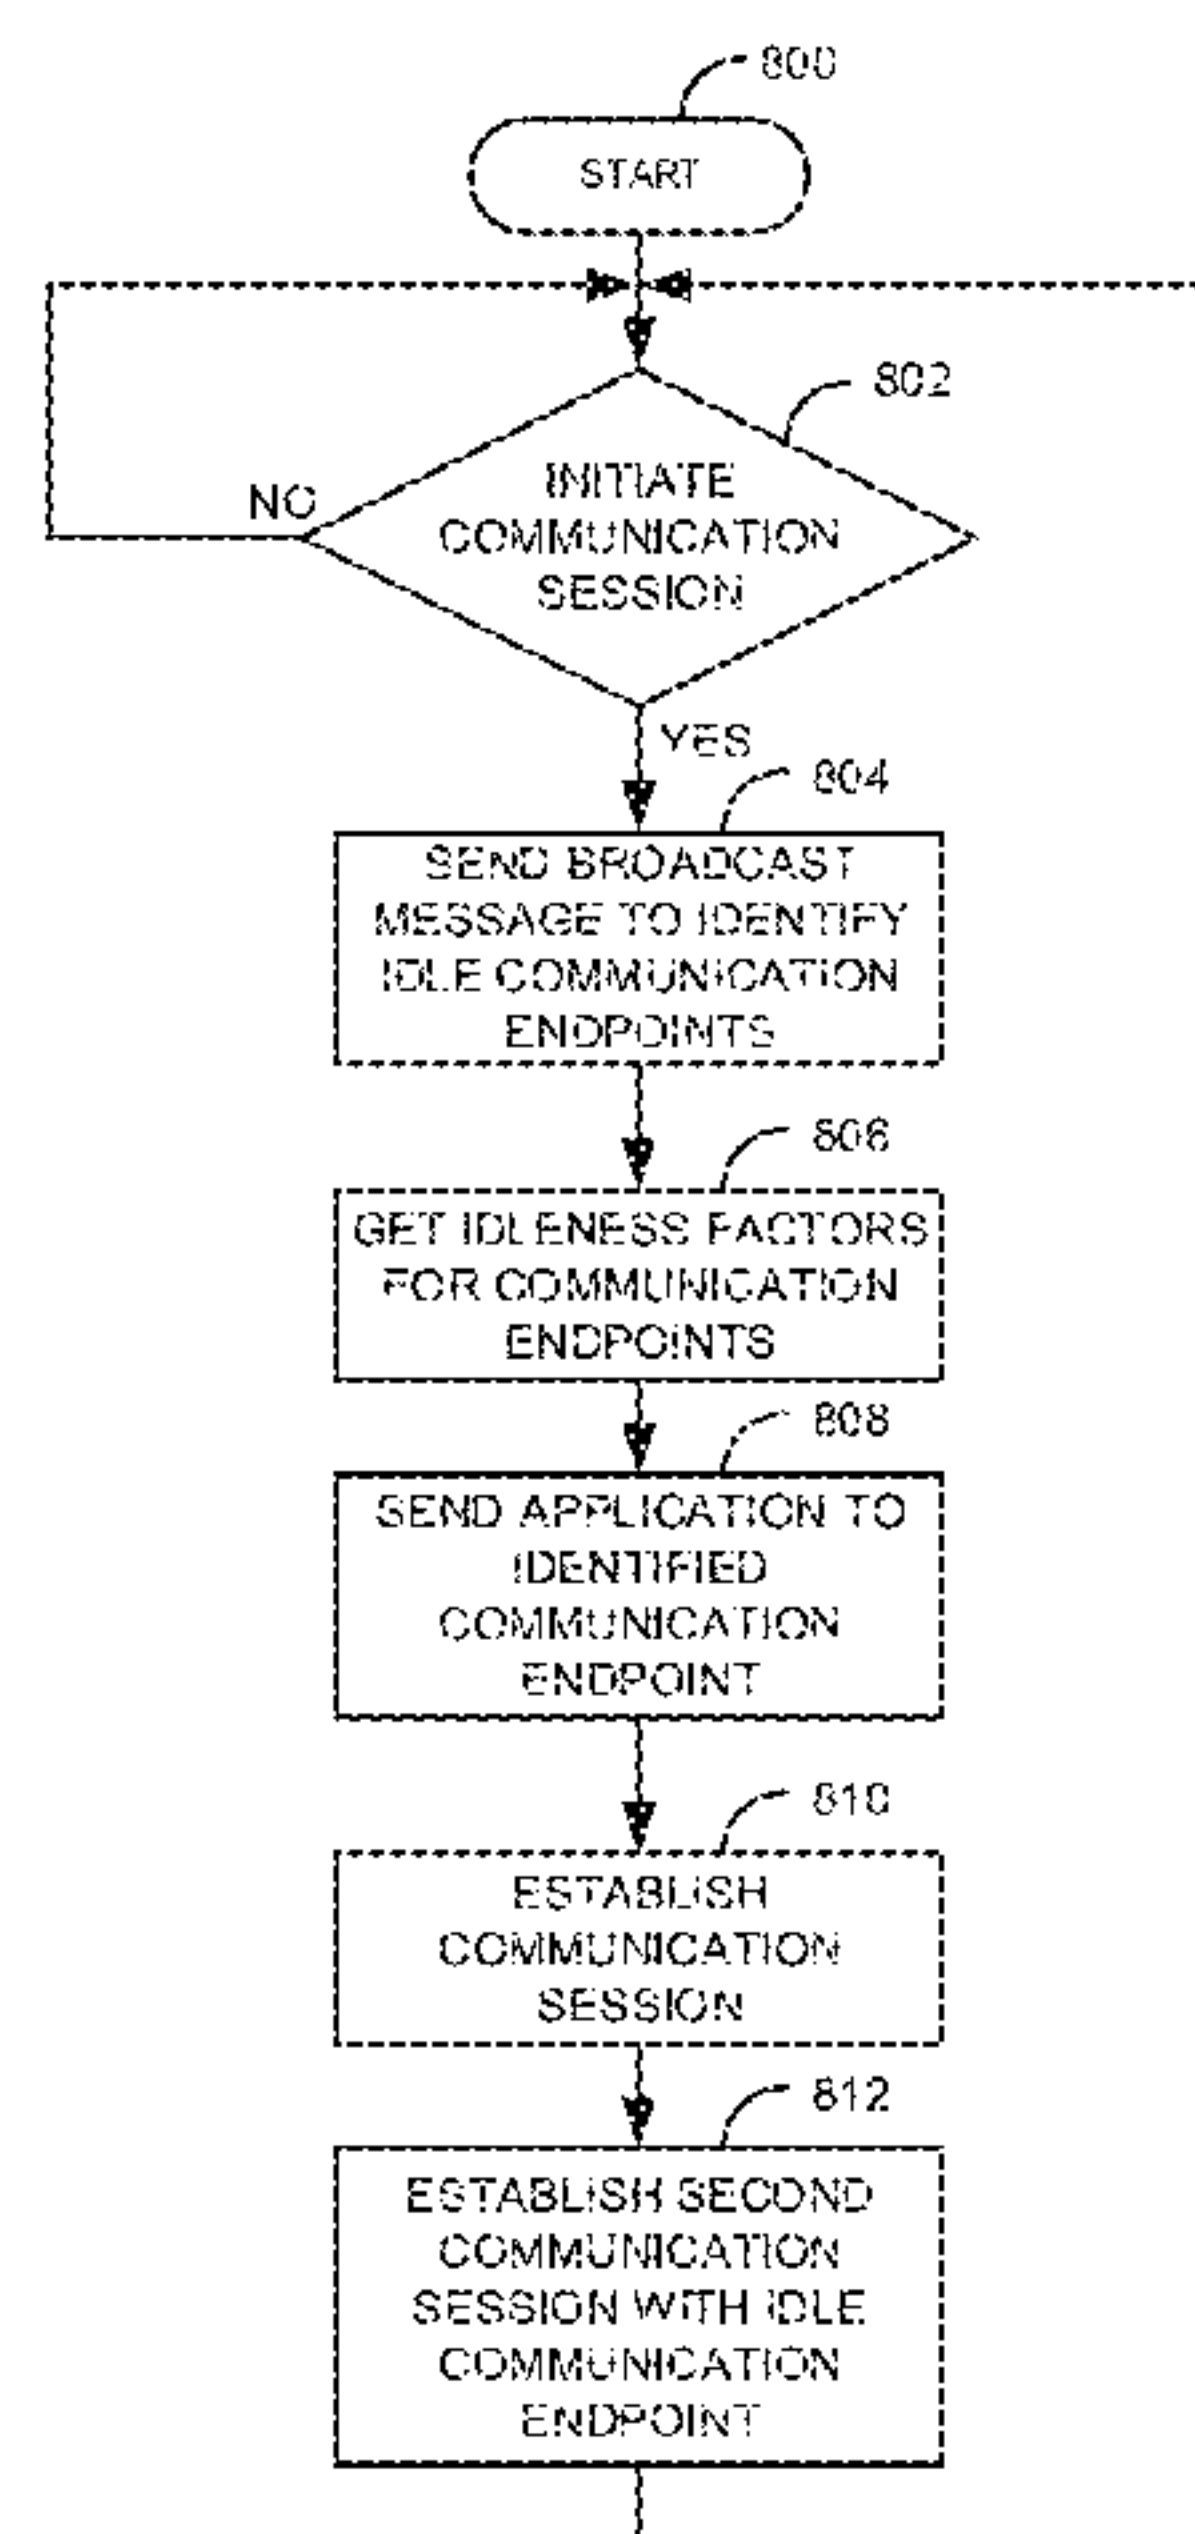 800
START
802
INITIATE
COMMUNICATION
SESSION
NO
YES
804
SEND BROADCAST
MESSAGE TO IDENTIFY
IDLE COMMUNICATION
ENDPOINTS
806
GET IDLENESS FACTORS
FOR COMMUNICATION
ENDPOINTS
808
SEND APPLICATION TO
IDENTIFIED
COMMUNICATION
ENDPOINT
810
ESTABLISH
COMMUNICATION
SESSION
812
ESTABLISH SECOND
COMMUNICATION
SESSION WITH IDLE
COMMUNICATION
ENDPOINT